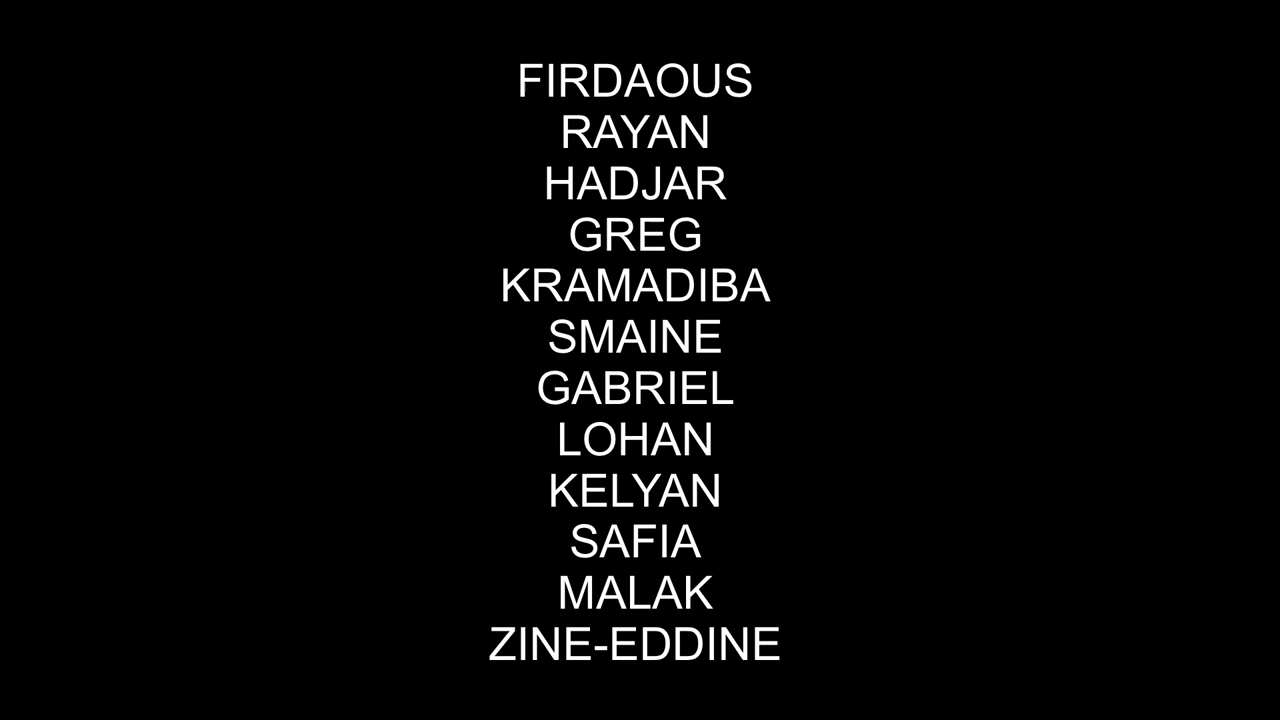 FIRDAOUS
RAYAN
HADJAR
GREG
KRAMADIBA
SMAINE
GABRIEL
LOHAN
KELYAN
SAFIA
MALAK
ZINE-EDDINE